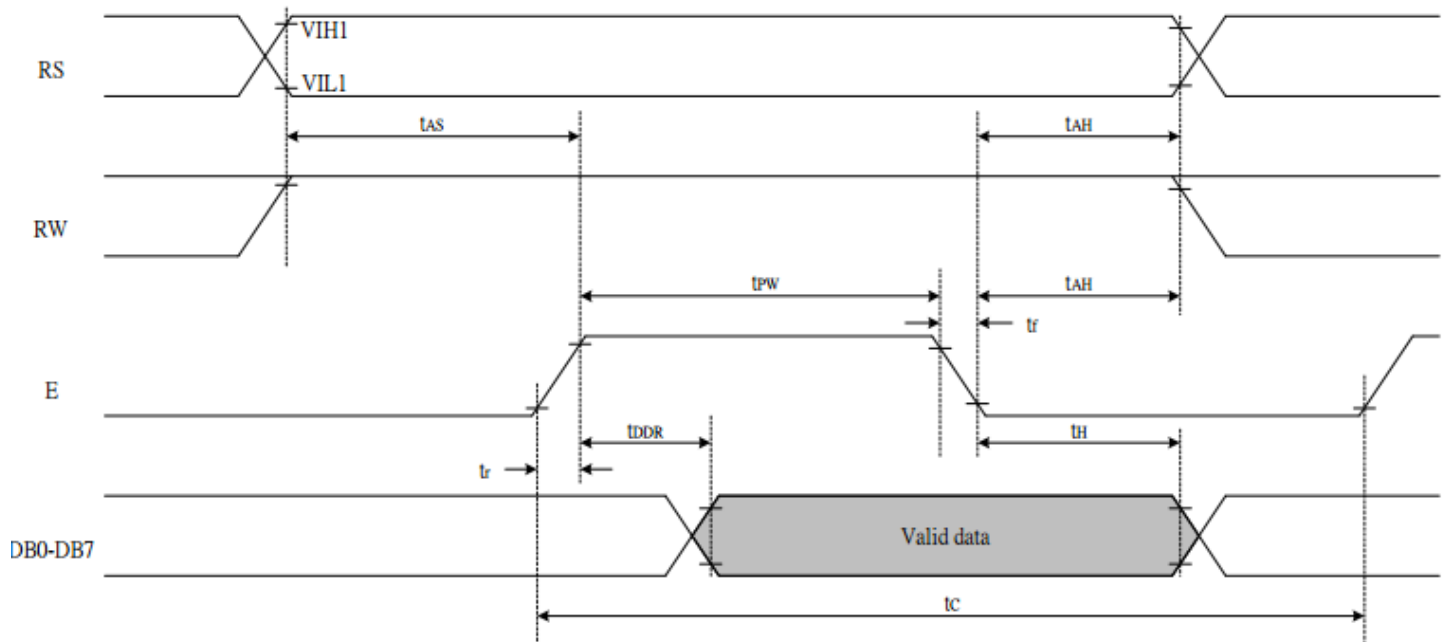 VIH1
RS
VIL1
tAS
tAH
RW
tPW
tAH
tf
E
tDDR
tH
tr
Valid data
DB0-DB7
tC